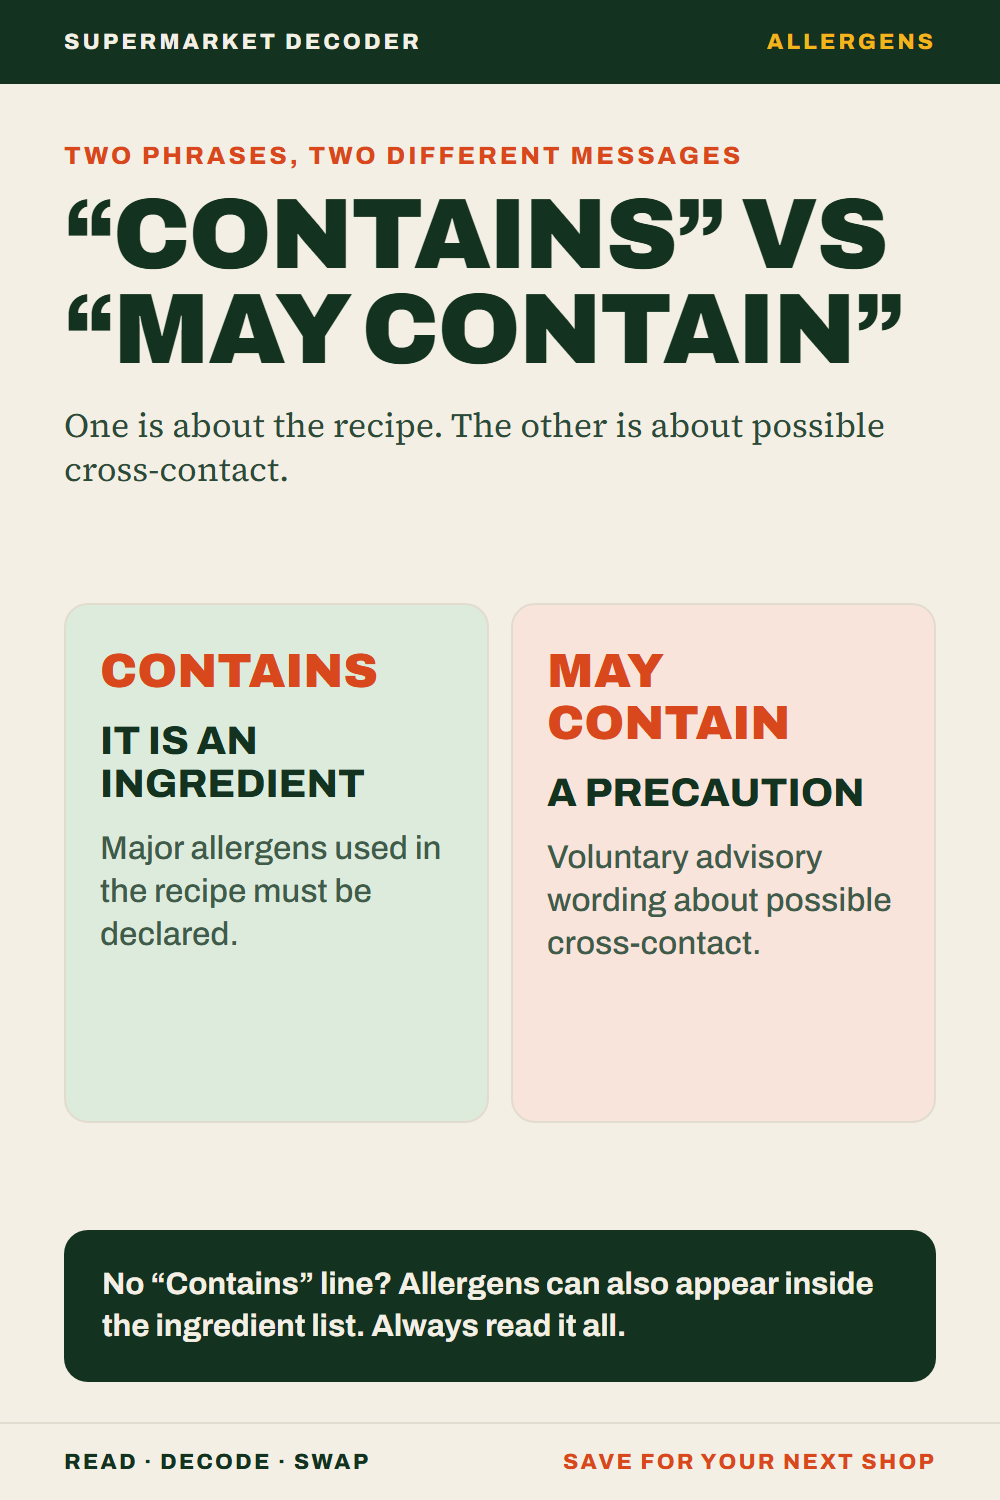 SUPERMARKET DECODER
ALLERGENS
TWO PHRASES, TWO DIFFERENT MESSAGES
“CONTAINS” VS
“MAY CONTAIN”
One is about the recipe. The other is about possible
cross-contact.
CONTAINS
IT IS AN
INGREDIENT
Major allergens used in
the recipe must be
declared.
MAY
CONTAIN
A PRECAUTION
Voluntary advisory
wording about possible
cross-contact.
No “Contains” line? Allergens can also appear inside
the ingredient list. Always read it all.
READ · DECODE · SWAP
SAVE FOR YOUR NEXT SHOP